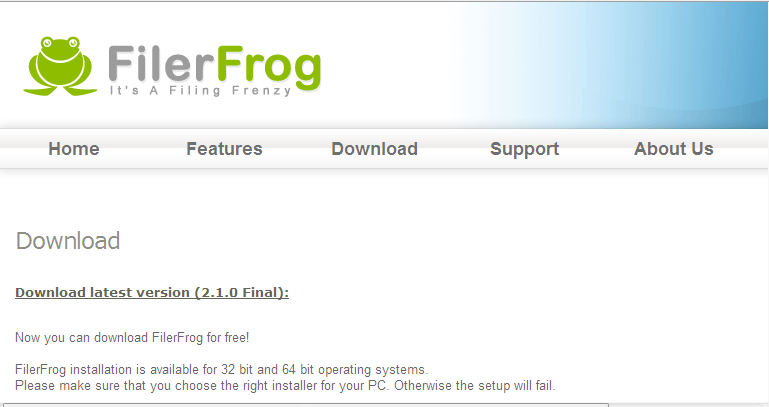 FilerFrog
It's A Filing Frenzy
Home Features Download Support About Us
Download
Download latest version (2.1.0 Final):
Now you can download FilerFrog for free!
FilerFrog installation is available for 32 bit and 64 bit operating systems.
Please make sure that you choose the right installer for your PC. Otherwise the setup will fail.